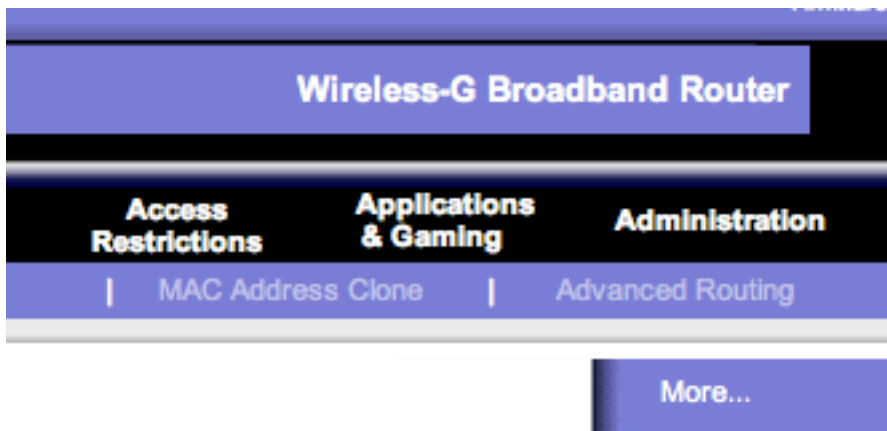 Wireless-G Broadband Router
Access
Restrictions
Applications
& Gaming
Administration
| MAC Address Clone | Advanced Routing
More...